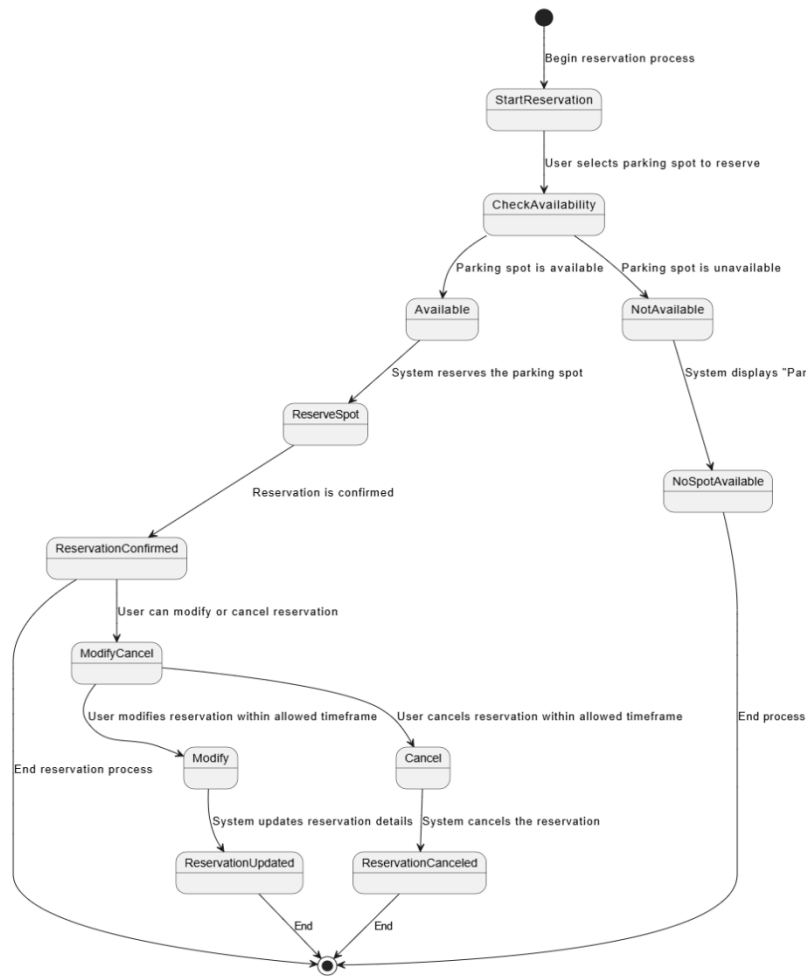 Begin reservation process
StartReservation
User selects parking spot to reserve
CheckAvailability
Parking spot is available
Parking spot is unavailable
Available
NotAvailable
System reserves the parking spot
System displays "Par
ReserveSpot
NoSpotAvailable
Reservation is confirmed
ReservationConfirmed
User can modify or cancel reservation
ModifyCancel
User modifies reservation within allowed timeframe
User cancels reservation within allowed timeframe
End process
End reservation process
Modify
Cancel
System updates reservation details
System cancels the reservation
ReservationUpdated
ReservationCanceled
End
End